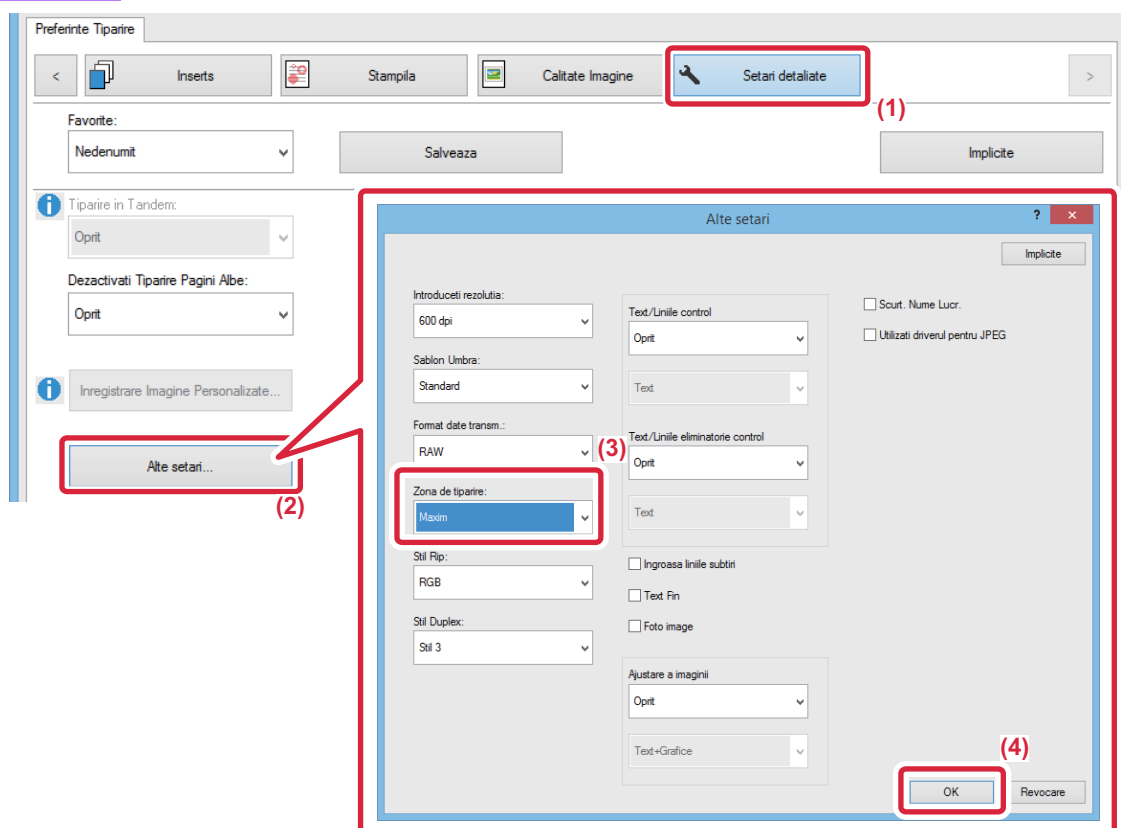 Preferinte Tiparire
<
Inserts
Stampila
Calitate Imagine
Setari detaliate
>
(1)
Favorite:
Nedenumit
Salveaza
Implicite
Tiparire in Tandem:
Oprit
Dezactivati Tiparire Pagini Albe:
Oprit
Inregistrare Imagine Personalizate...
Alte setari...
(2)
Alte setari
?
×
Implicite
Introduceti rezolutia:
600 dpi
Sablon Umbra:
Standard
Format date transm.:
RAW
(3)
Zona de tiparire:
Maxim
Stil Rip:
RGB
Stil Duplex:
Stil 3
Text/Liniile control
Oprit
Text
Text/Liniile eliminatorie control
Oprit
Text
Ingroasa liniile subtiri
Text Fin
Foto image
Ajustare a imaginii
Oprit
Text+Grafice
Scurt. Nume Lucr.
Utilizati driverul pentru JPEG
(4)
OK
Revocare